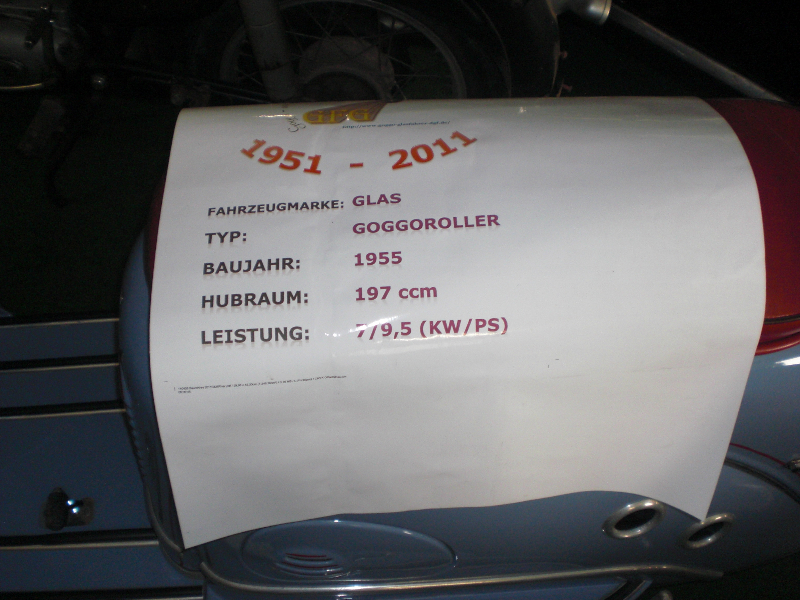 1951 - 2011
FAHRZEUGMARKE: GLAS
TYP: GOGGOROLLER
BAUJAHR: 1955
HUBRAUM: 197 ccm
LEISTUNG: 7/9,5 (KW/PS)